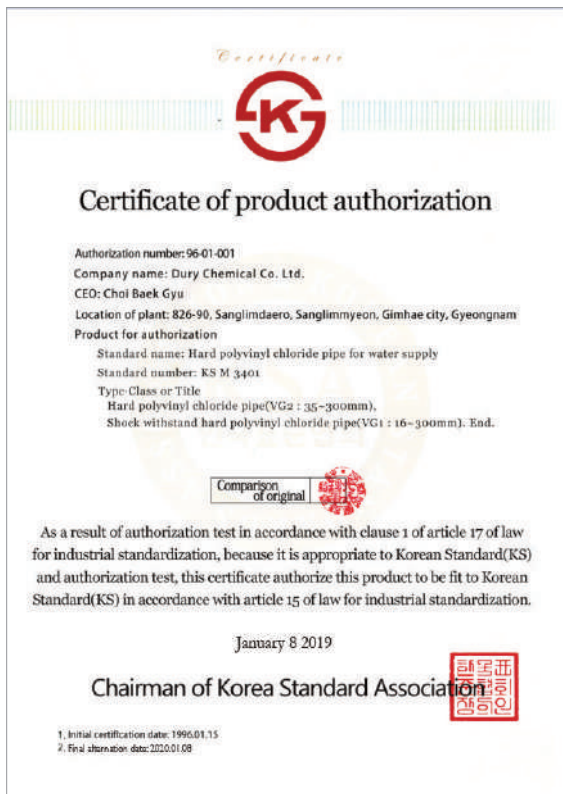 Certificate
K
Certificate of product authorization
Authorization number: 96-01-001
Company name: Dury Chemical Co. Ltd.
CEO: Choi Baek Gyu
Location of plant: 826-90, Sanglimdaero, Sanglimmyeon, Gimhae city, Gyeongnam
Product for authorization
Standard name: Hard polyvinyl chloride pipe for water supply
Standard number: KS M 3401
Type·Class or Title
Hard polyvinyl chloride pipe(VG2 : 35~300mm),
Shock withstand hard polyvinyl chloride pipe(VG1 : 16~300mm). End.
Comparison
of original
As a result of authorization test in accordance with clause 1 of article 17 of law
for industrial standardization, because it is appropriate to Korean Standard(KS)
and authorization test, this certificate authorize this product to be fit to Korean
Standard(KS) in accordance with article 15 of law for industrial standardization.
January 8 2019
Chairman of Korea Standard Association
1. Initial certification date: 1996.01.15
2. Final alternation date: 2020.01.08